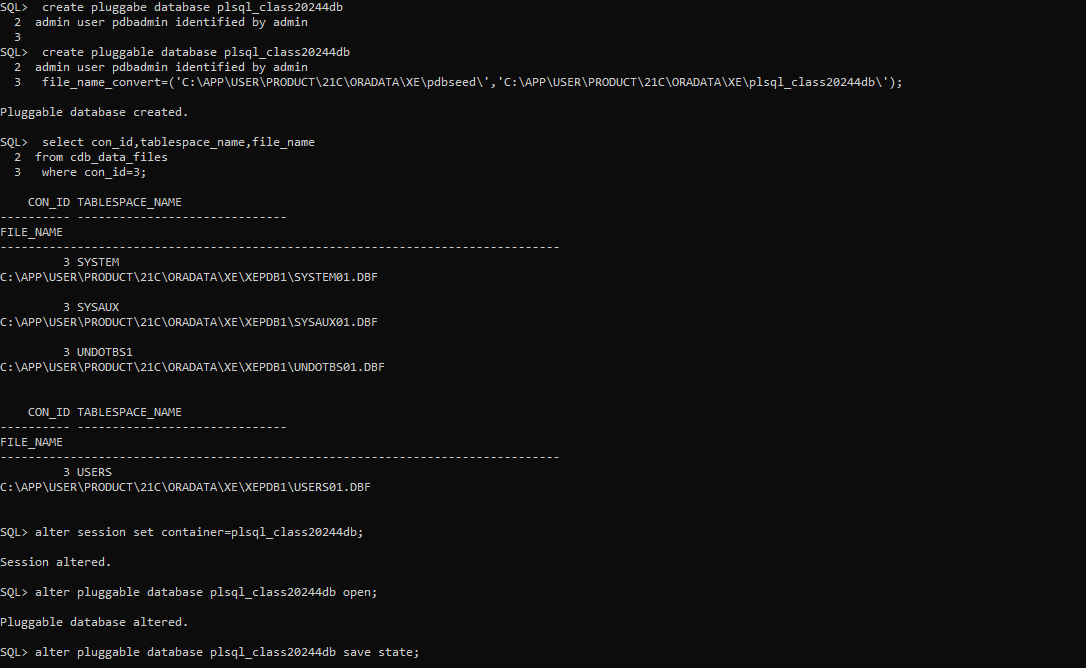 SQL>  create pluggabe database plsql_class20244db
  2  admin user pdbadmin identified by admin
  3
SQL>  create pluggable database plsql_class20244db
  2  admin user pdbadmin identified by admin
  3   file_name_convert=('C:\APP\USER\PRODUCT\21C\ORADATA\XE\pdbseed\','C:\APP\USER\PRODUCT\21C\ORADATA\XE\plsql_class20244db\');
Pluggable database created.
SQL>  select con_id,tablespace_name,file_name
  2  from cdb_data_files
  3   where con_id=3;
    CON_ID TABLESPACE_NAME
---------- ------------------------------
FILE_NAME
--------------------------------------------------------------------------------
         3 SYSTEM
C:\APP\USER\PRODUCT\21C\ORADATA\XE\XEPDB1\SYSTEM01.DBF
         3 SYSAUX
C:\APP\USER\PRODUCT\21C\ORADATA\XE\XEPDB1\SYSAUX01.DBF
         3 UNDOTBS1
C:\APP\USER\PRODUCT\21C\ORADATA\XE\XEPDB1\UNDOTBS01.DBF
    CON_ID TABLESPACE_NAME
---------- ------------------------------
FILE_NAME
--------------------------------------------------------------------------------
         3 USERS
C:\APP\USER\PRODUCT\21C\ORADATA\XE\XEPDB1\USERS01.DBF
SQL> alter session set container=plsql_class20244db;
Session altered.
SQL> alter pluggable database plsql_class20244db open;
Pluggable database altered.
SQL> alter pluggable database plsql_class20244db save state;